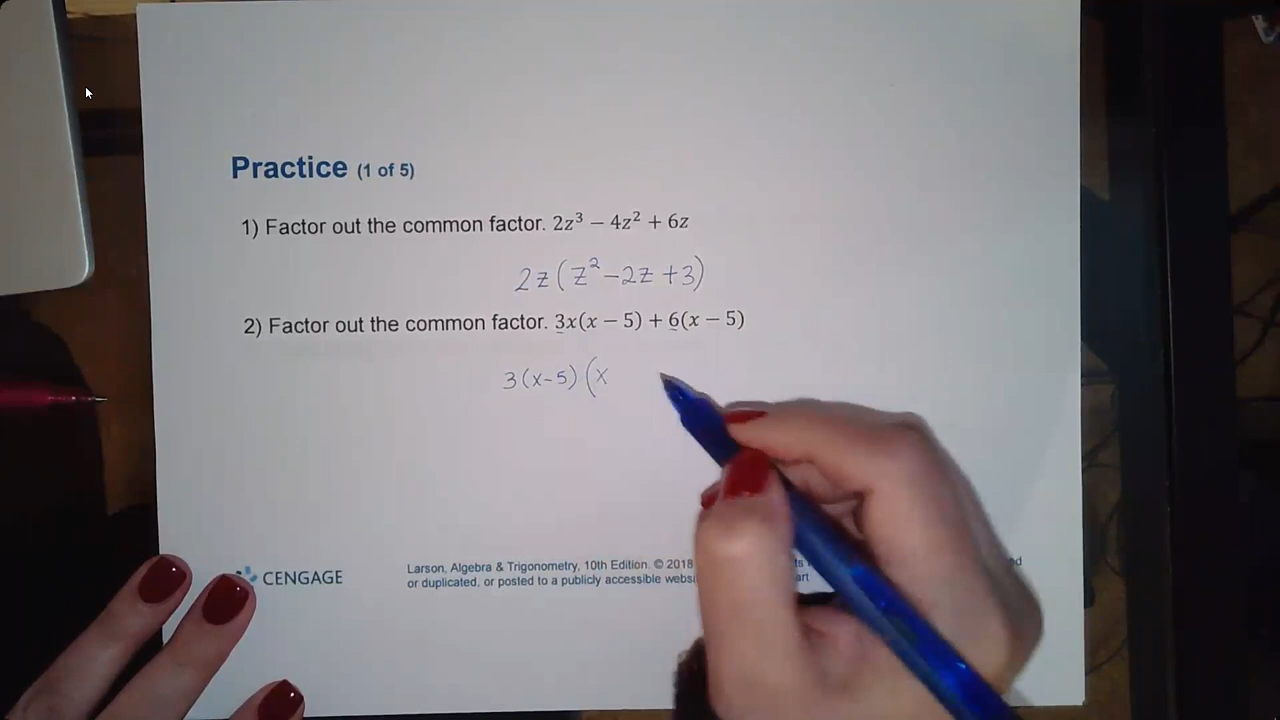 Practice (1 of 5)
1) Factor out the common factor. 2z³ − 4z² + 6z
2z(z²−2z+3)
2) Factor out the common factor. 3x(x − 5) + 6(x − 5)
3(x-5)(x
CENGAGE
Larson, Algebra & Trigonometry, 10th Edition. © 2018
or duplicated, or posted to a publicly accessible